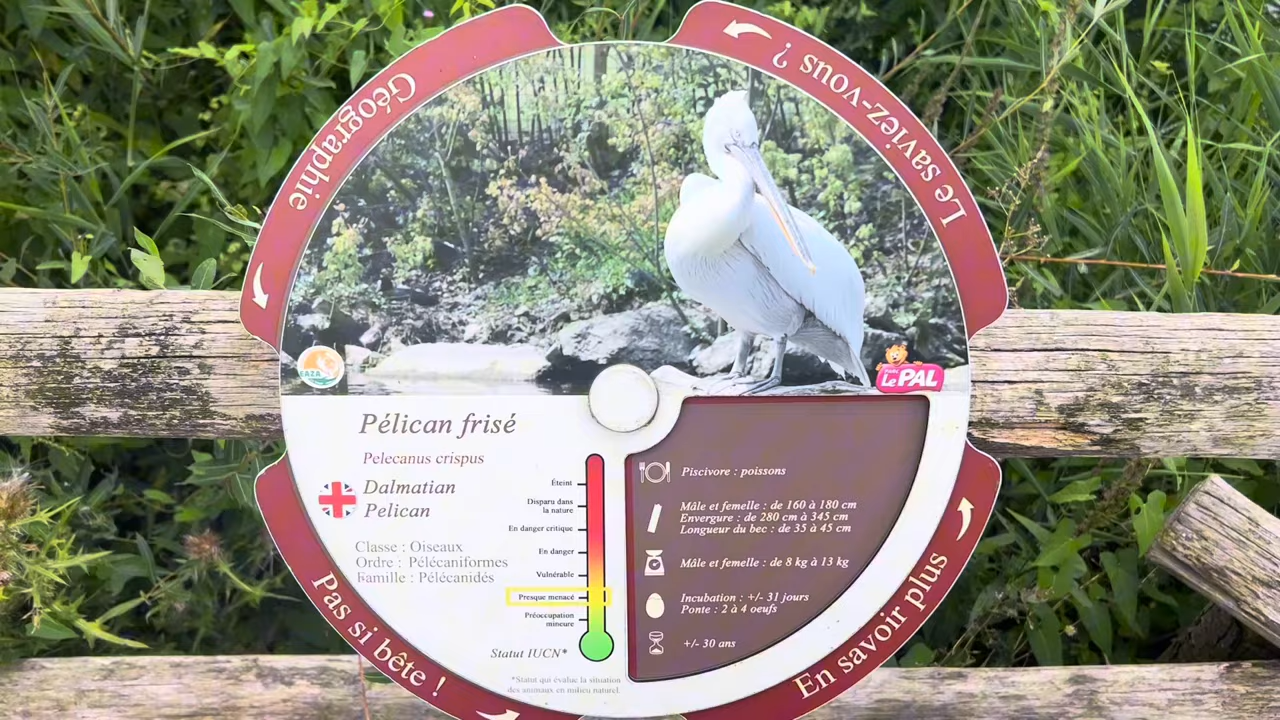 Géographie
Le saviez-vous ?
EAZA
Parc
Le PAL
Pélican frisé
Pelecanus crispus
Dalmatian
Pelican
Classe : Oiseaux
Ordre : Pélécaniformes
Famille : Pélécanidés
Éteint
Disparu dans
la nature
En danger critique
En danger
Vulnérable
Presque menacé
Préoccupation
mineure
Statut IUCN*
*Statut qui évalue la situation
des animaux en milieu naturel.
Piscivore : poissons
Mâle et femelle : de 160 à 180 cm
Envergure : de 280 cm à 345 cm
Longueur du bec : de 35 à 45 cm
Mâle et femelle : de 8 kg à 13 kg
Incubation : +/- 31 jours
Ponte : 2 à 4 oeufs
+/- 30 ans
Pas si bête !
En savoir plus